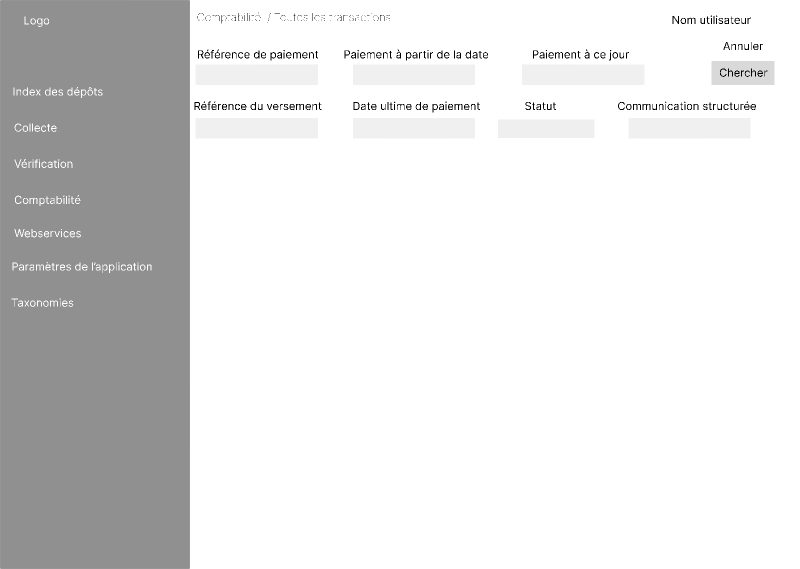 Logo
Index des dépôts
Collecte
Vérification
Comptabilité
Webservices
Paramètres de l'application
Taxonomies
Comptabilité / Toutes les transactions
Nom utilisateur
Annuler
Référence de paiement
Paiement à partir de la date
Paiement à ce jour
Chercher
Référence du versement
Date ultime de paiement
Statut
Communication structurée